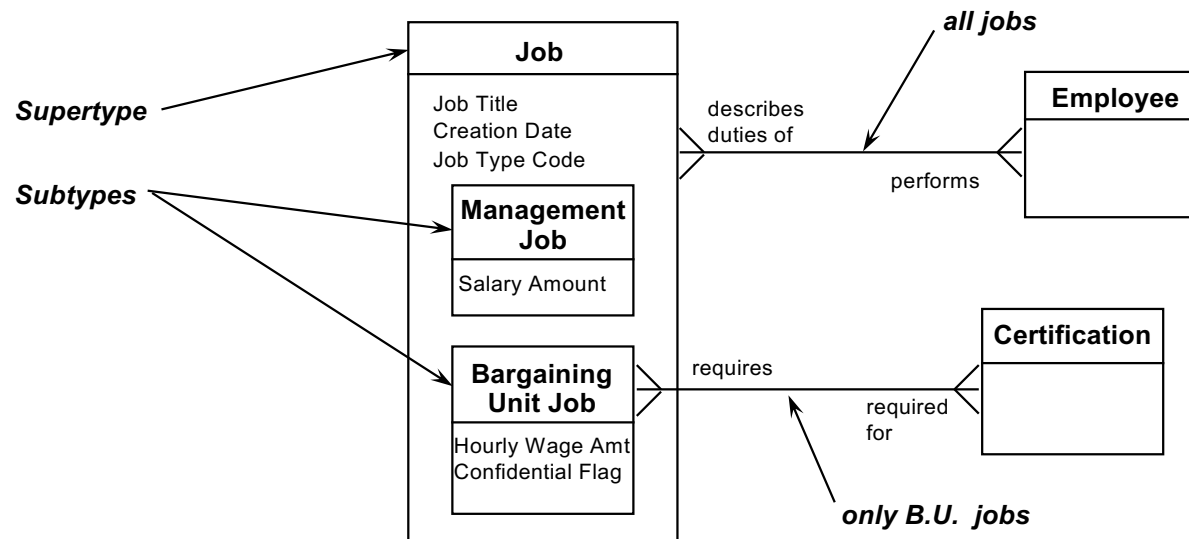 all jobs
Job
Supertype
Job Title
Creation Date
Job Type Code
describes
duties of
Employee
performs
Subtypes
Management
Job
Salary Amount
Certification
Bargaining
Unit Job
requires
required
for
Hourly Wage Amt
Confidential Flag
only B.U. jobs